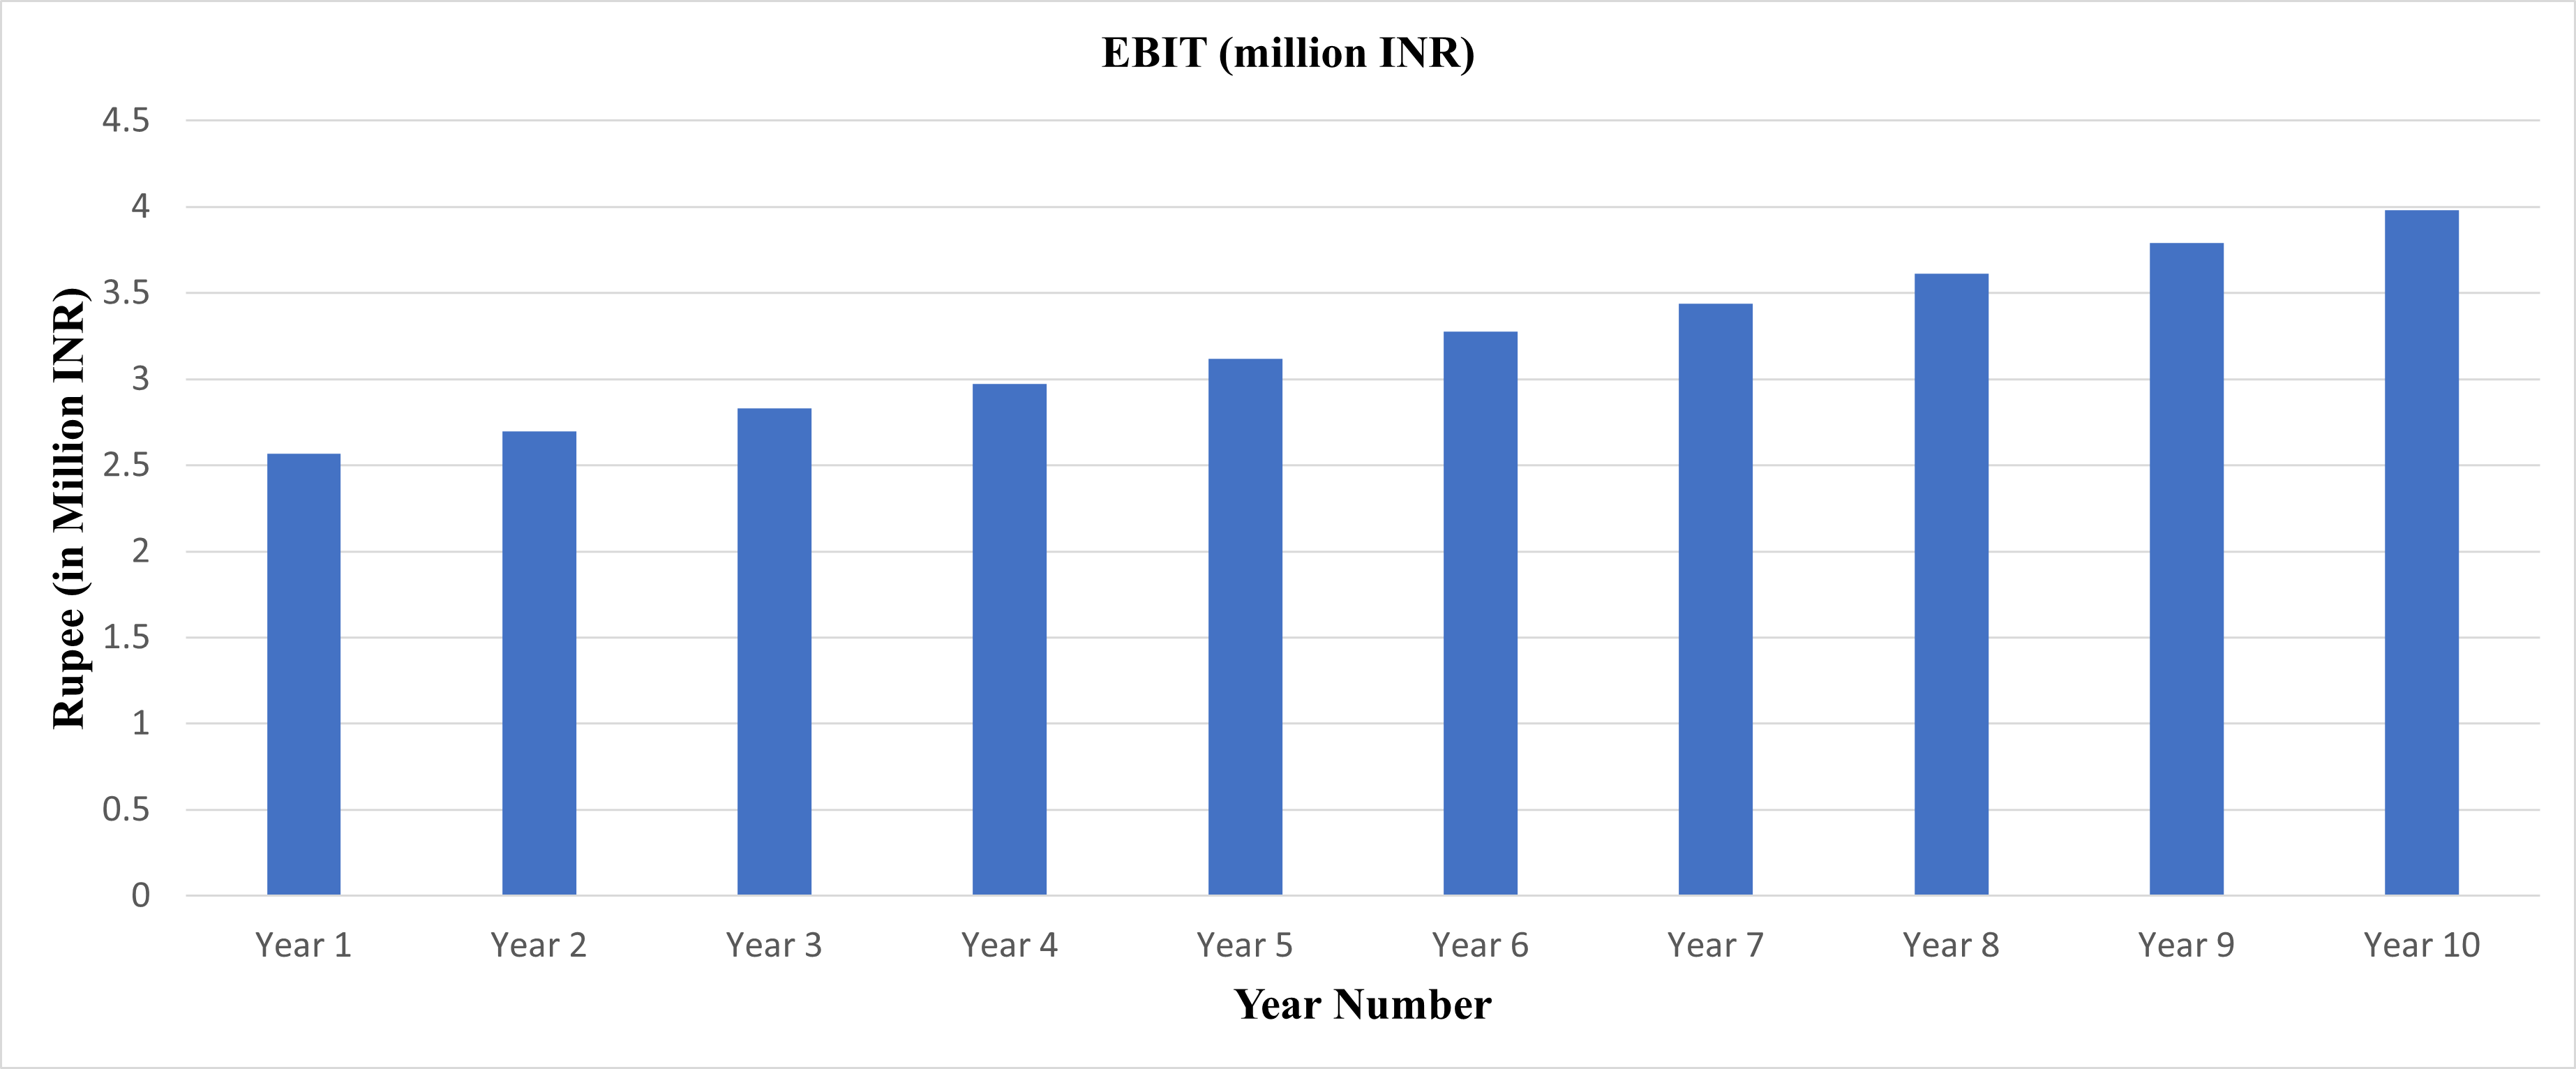 EBIT (million INR)
4.5
4
3.5
3
2.5
2
1.5
1
0.5
0
Rupee (in Million INR)
Year 1 Year 2 Year 3 Year 4 Year 5 Year 6 Year 7 Year 8 Year 9 Year 10
Year Number